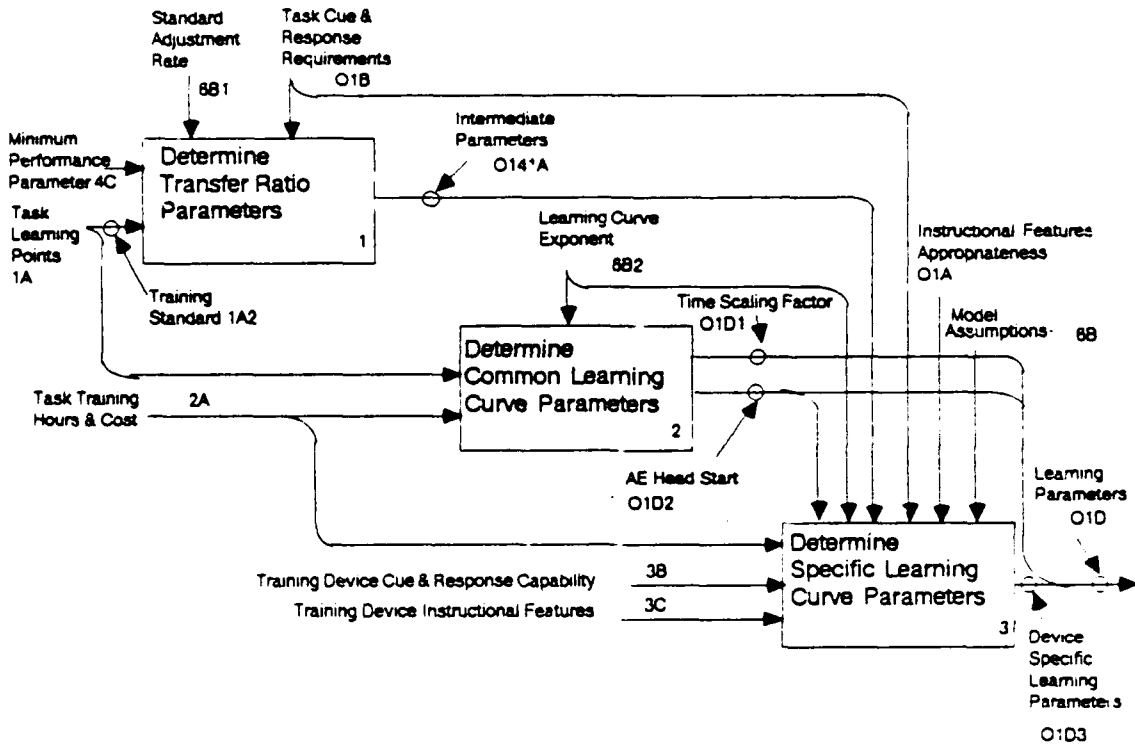 Standard
Adjustment
Rate
6B1
Task Cue &
Response
Requirements
O1B
Minimum
Performance
Parameter 4C
Determine
Transfer Ratio
Parameters
1
Intermediate
Parameters
O14*A
Task
Learning
Points
1A
Training
Standard 1A2
Learning Curve
Exponent
6B2
Instructional Features
Appropriateness
O1A
Time Scaling Factor
O1D1
Model
Assumptions- 6B
Determine
Common Learning
Curve Parameters
2
Task Training
Hours & Cost
2A
AE Head Start
O1D2
Learning
Parameters
O1D
Determine
Specific Learning
Curve Parameters
3
Training Device Cue & Response Capability 3B
Training Device Instructional Features 3C
Device
Specific
Learning
Parameters
O1D3